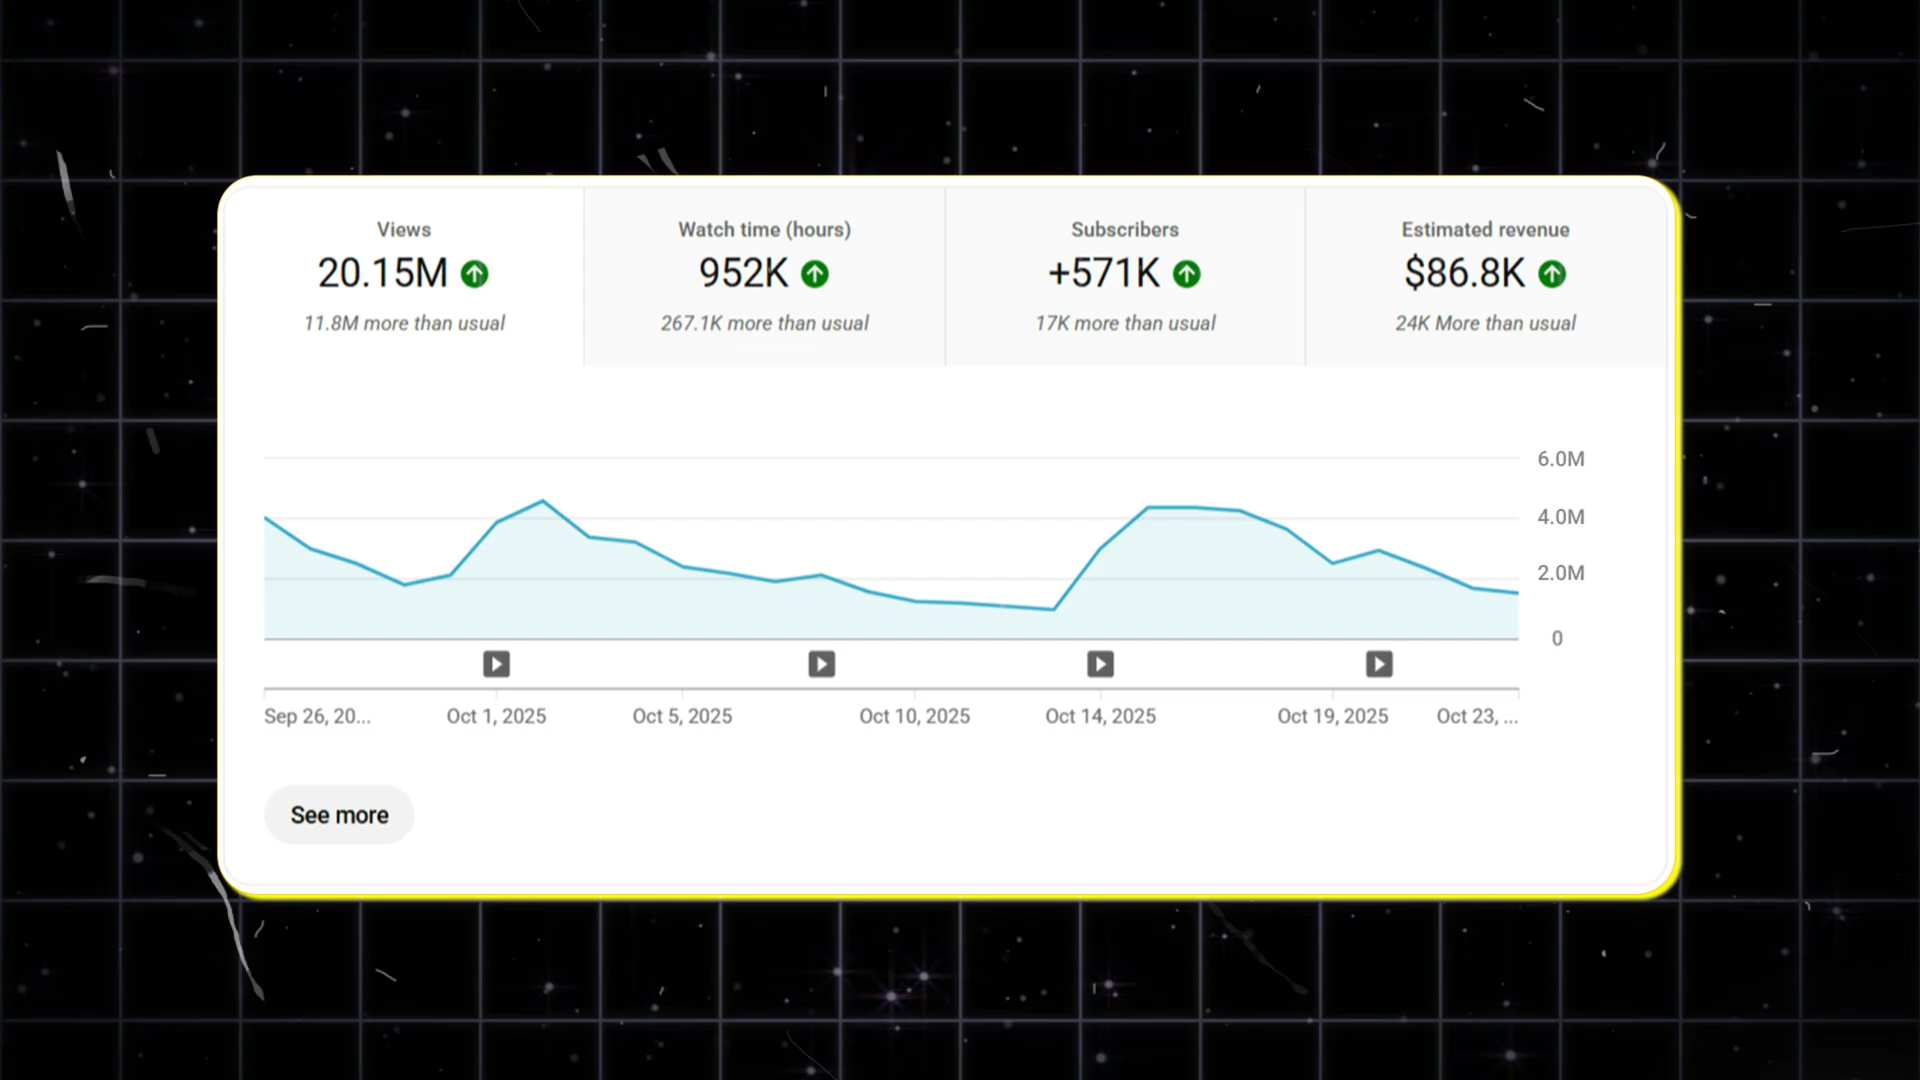 Views
20.15M
11.8M more than usual
Watch time (hours)
952K
267.1K more than usual
Subscribers
+571K
17K more than usual
Estimated revenue
$86.8K
24K More than usual
6.0M
4.0M
2.0M
0
Sep 26, 20...
Oct 1, 2025
Oct 5, 2025
Oct 10, 2025
Oct 14, 2025
Oct 19, 2025
Oct 23, ...
See more